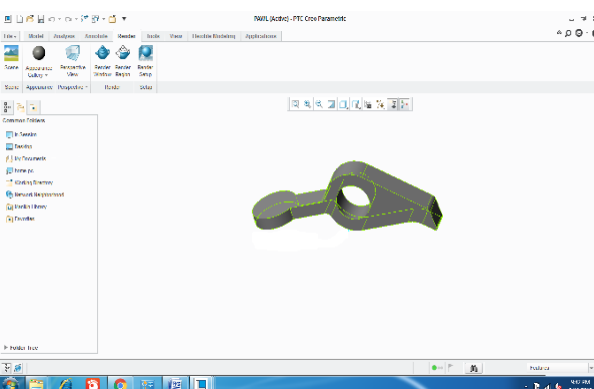 PAWL (Active) - PTC Creo Parametric
File Model Analysis Annotate Render Tools View Flexible Modeling Applications
Scene Appearance Gallery Perspective View Render Window Render Region Render Setup
Scene Appearance Perspective Render Setup
Common Folders
In Session
Desktop
My Documents
home pc
Working Directory
Network Neighborhood
Manikin Library
Favorites
Folder Tree
Features